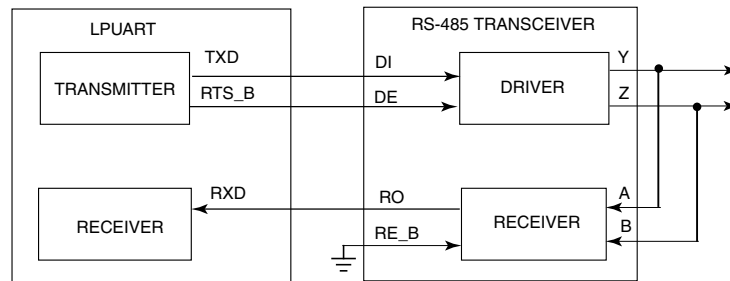 LPUART
RS-485 TRANSCEIVER
TRANSMITTER
TXD
RTS_B
DI
DE
DRIVER
Y
Z
RECEIVER
RXD
RO
RE_B
RECEIVER
A
B